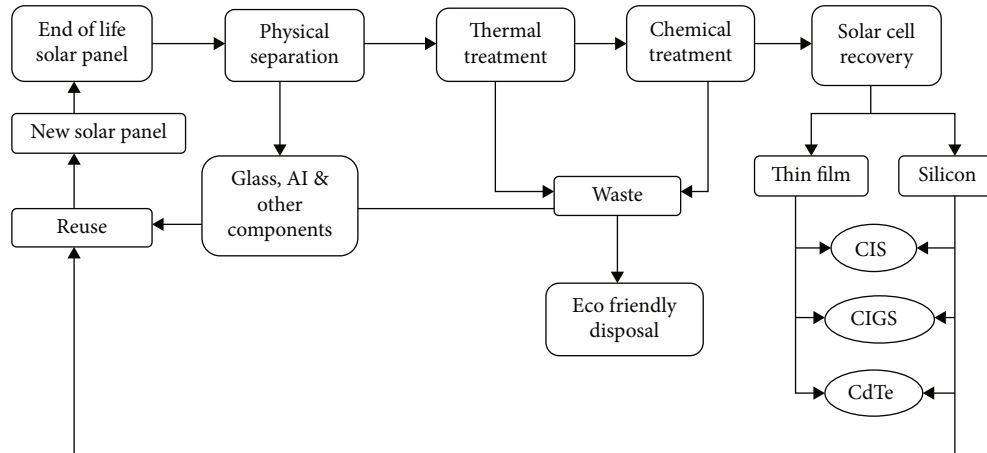 End of life
solar panel
Physical
separation
Thermal
treatment
Chemical
treatment
Solar cell
recovery
New solar panel
Reuse
Glass, AI &
other
components
Waste
Eco friendly
disposal
Thin film
Silicon
CIS
CIGS
CdTe